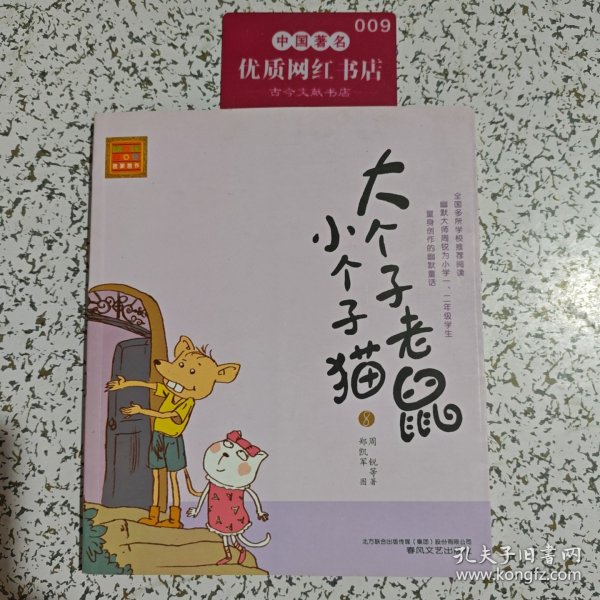 009
中国著名
优质网红书店
古今文献书店
最新创作
全国多所学校推荐阅读
幽默大师周锐为小学一、二年级学生
量身创作的幽默童话
大个子老鼠
小个子猫
8
周锐等著
郑凯军图
北方联合出版传媒（集团）股份有限公司
春风文艺出
孔夫子旧书网
www.kongfz.com